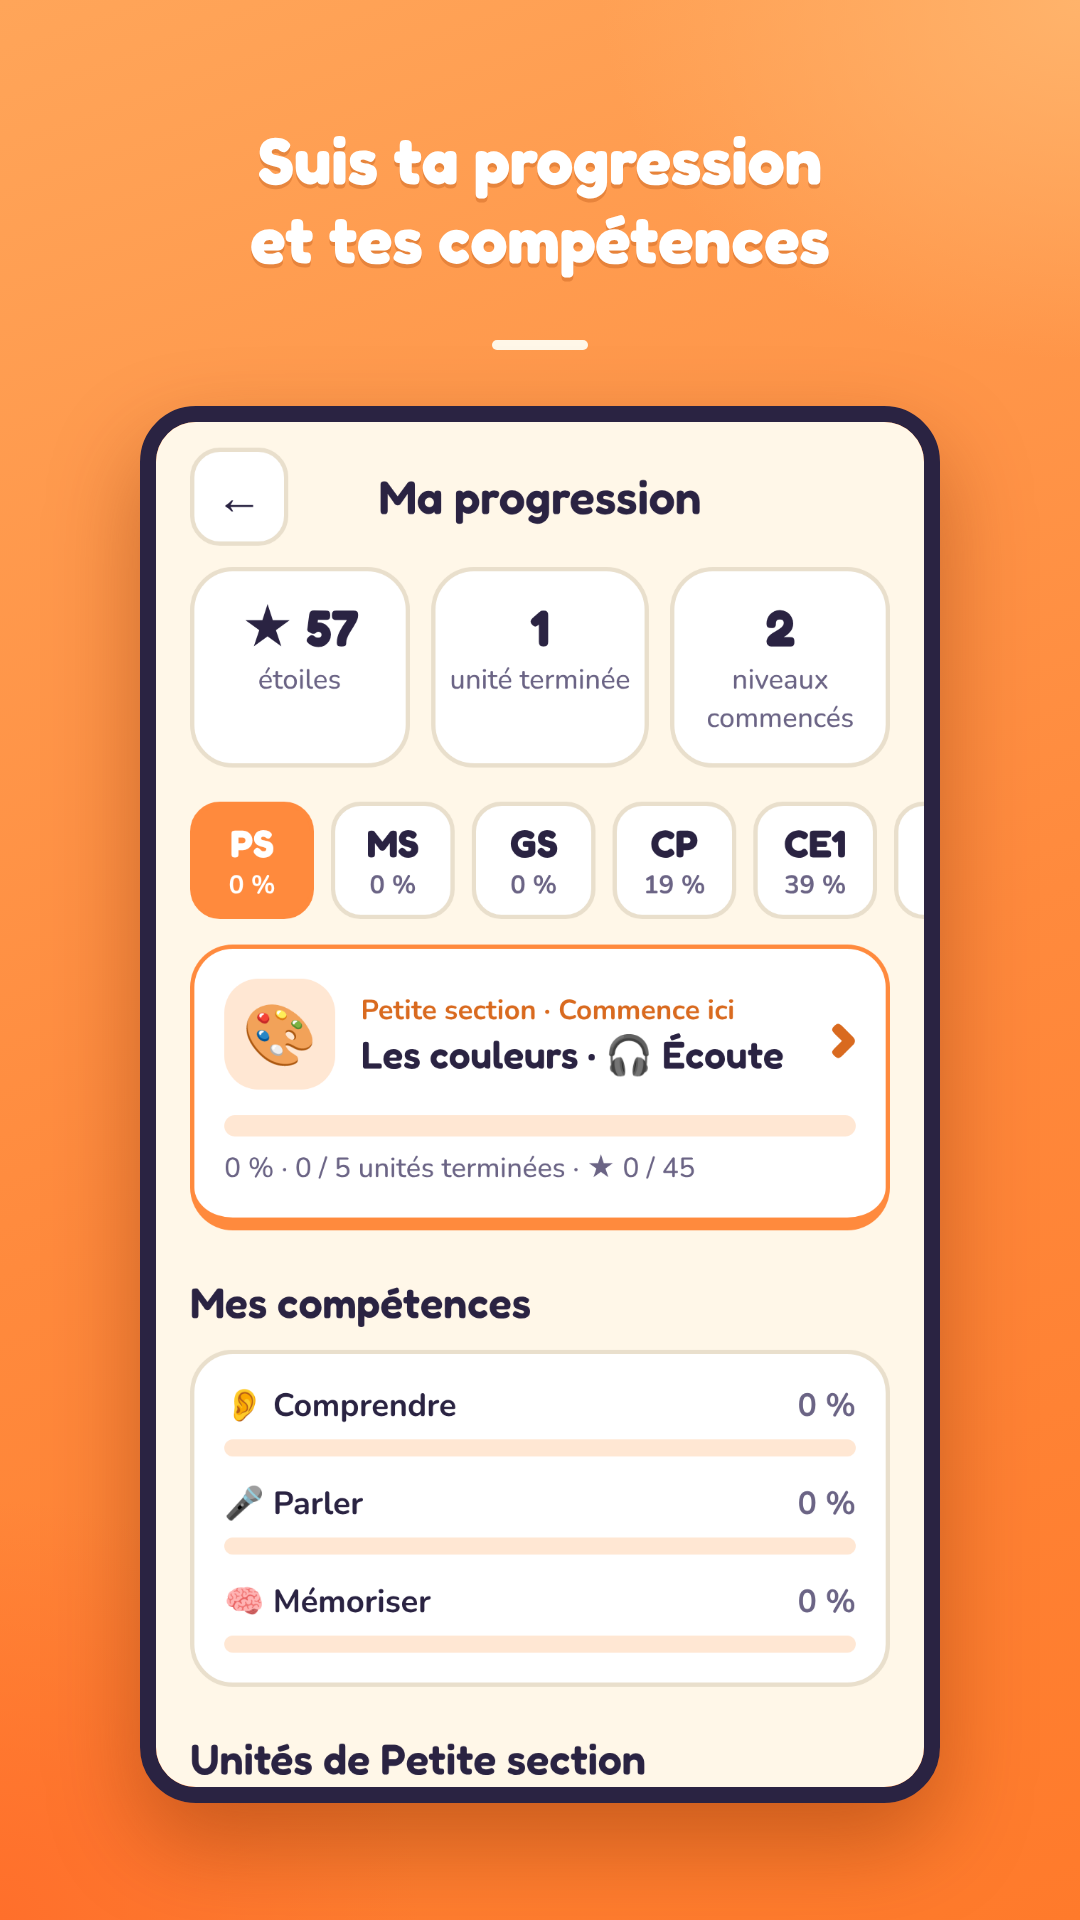 Suis ta progression
et tes compétences
←
Ma progression
★ 57
étoiles
1
unité terminée
2
niveaux
commencés
PS
0 %
MS
0 %
GS
0 %
CP
19 %
CE1
39 %
Petite section · Commence ici
Les couleurs · 🎧 Écoute
0 % · 0 / 5 unités terminées · ★ 0 / 45
Mes compétences
👂 Comprendre 0 %
🎤 Parler 0 %
🧠 Mémoriser 0 %
Unités de Petite section